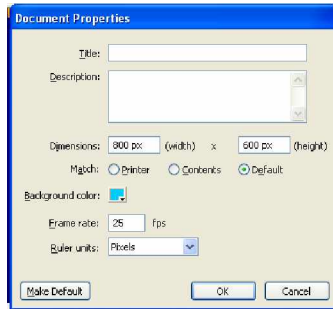 Document Properties
Title:
Description:
Dimensions: 800 px (width) x 600 px (height)
Match: Printer Contents Default
Background color:
Frame rate: 25 fps
Ruler units: Pixels
Make Default OK Cancel